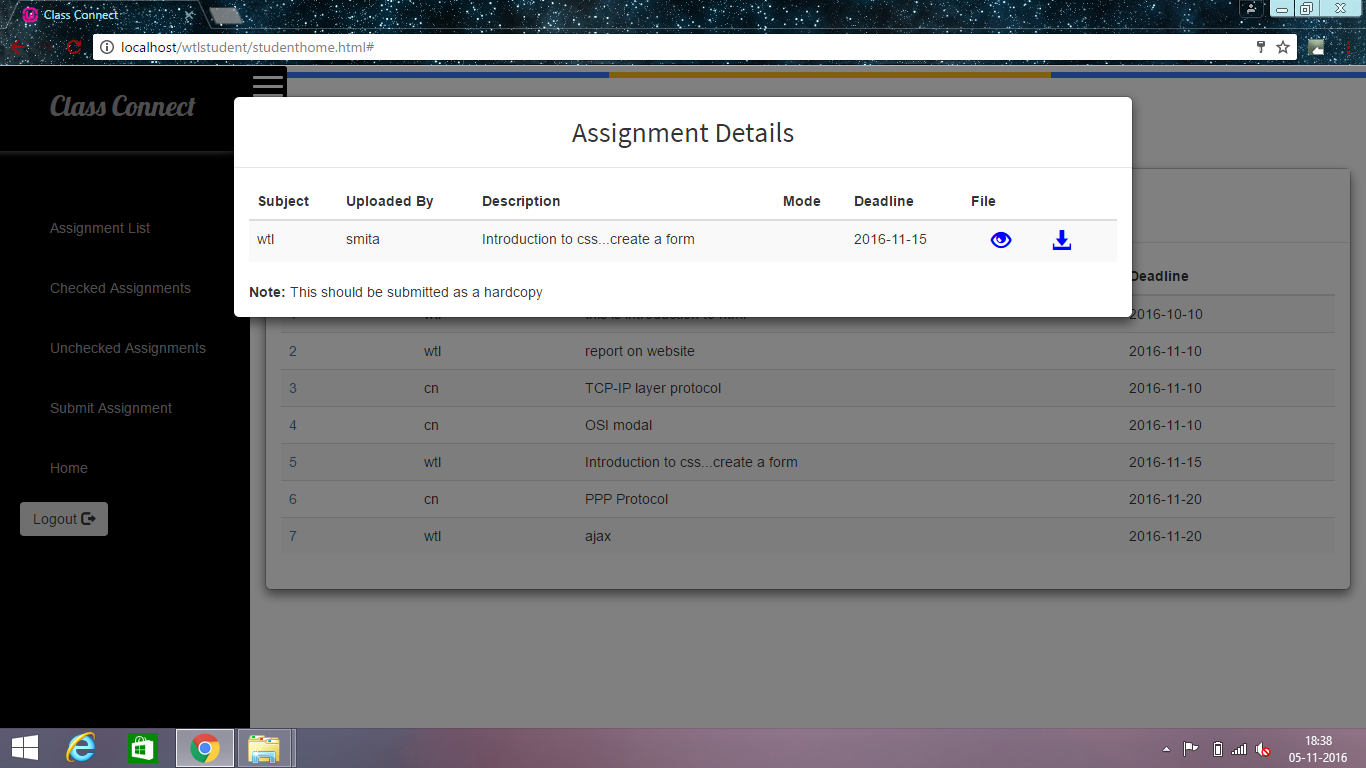 Class Connect
localhost/wtlstudent/studenthome.html#
Class Connect
Assignment List
Checked Assignments
Unchecked Assignments
Submit Assignment
Home
Logout
Assignment Details
Subject Uploaded By Description Mode Deadline File
wtl smita Introduction to css...create a form 2016-11-15
Note: This should be submitted as a hardcopy
Deadline
1 wtl this is introduction to html 2016-10-10
2 wtl report on website 2016-11-10
3 cn TCP-IP layer protocol 2016-11-10
4 cn OSI modal 2016-11-10
5 wtl Introduction to css...create a form 2016-11-15
6 cn PPP Protocol 2016-11-20
7 wtl ajax 2016-11-20
18:38
05-11-2016